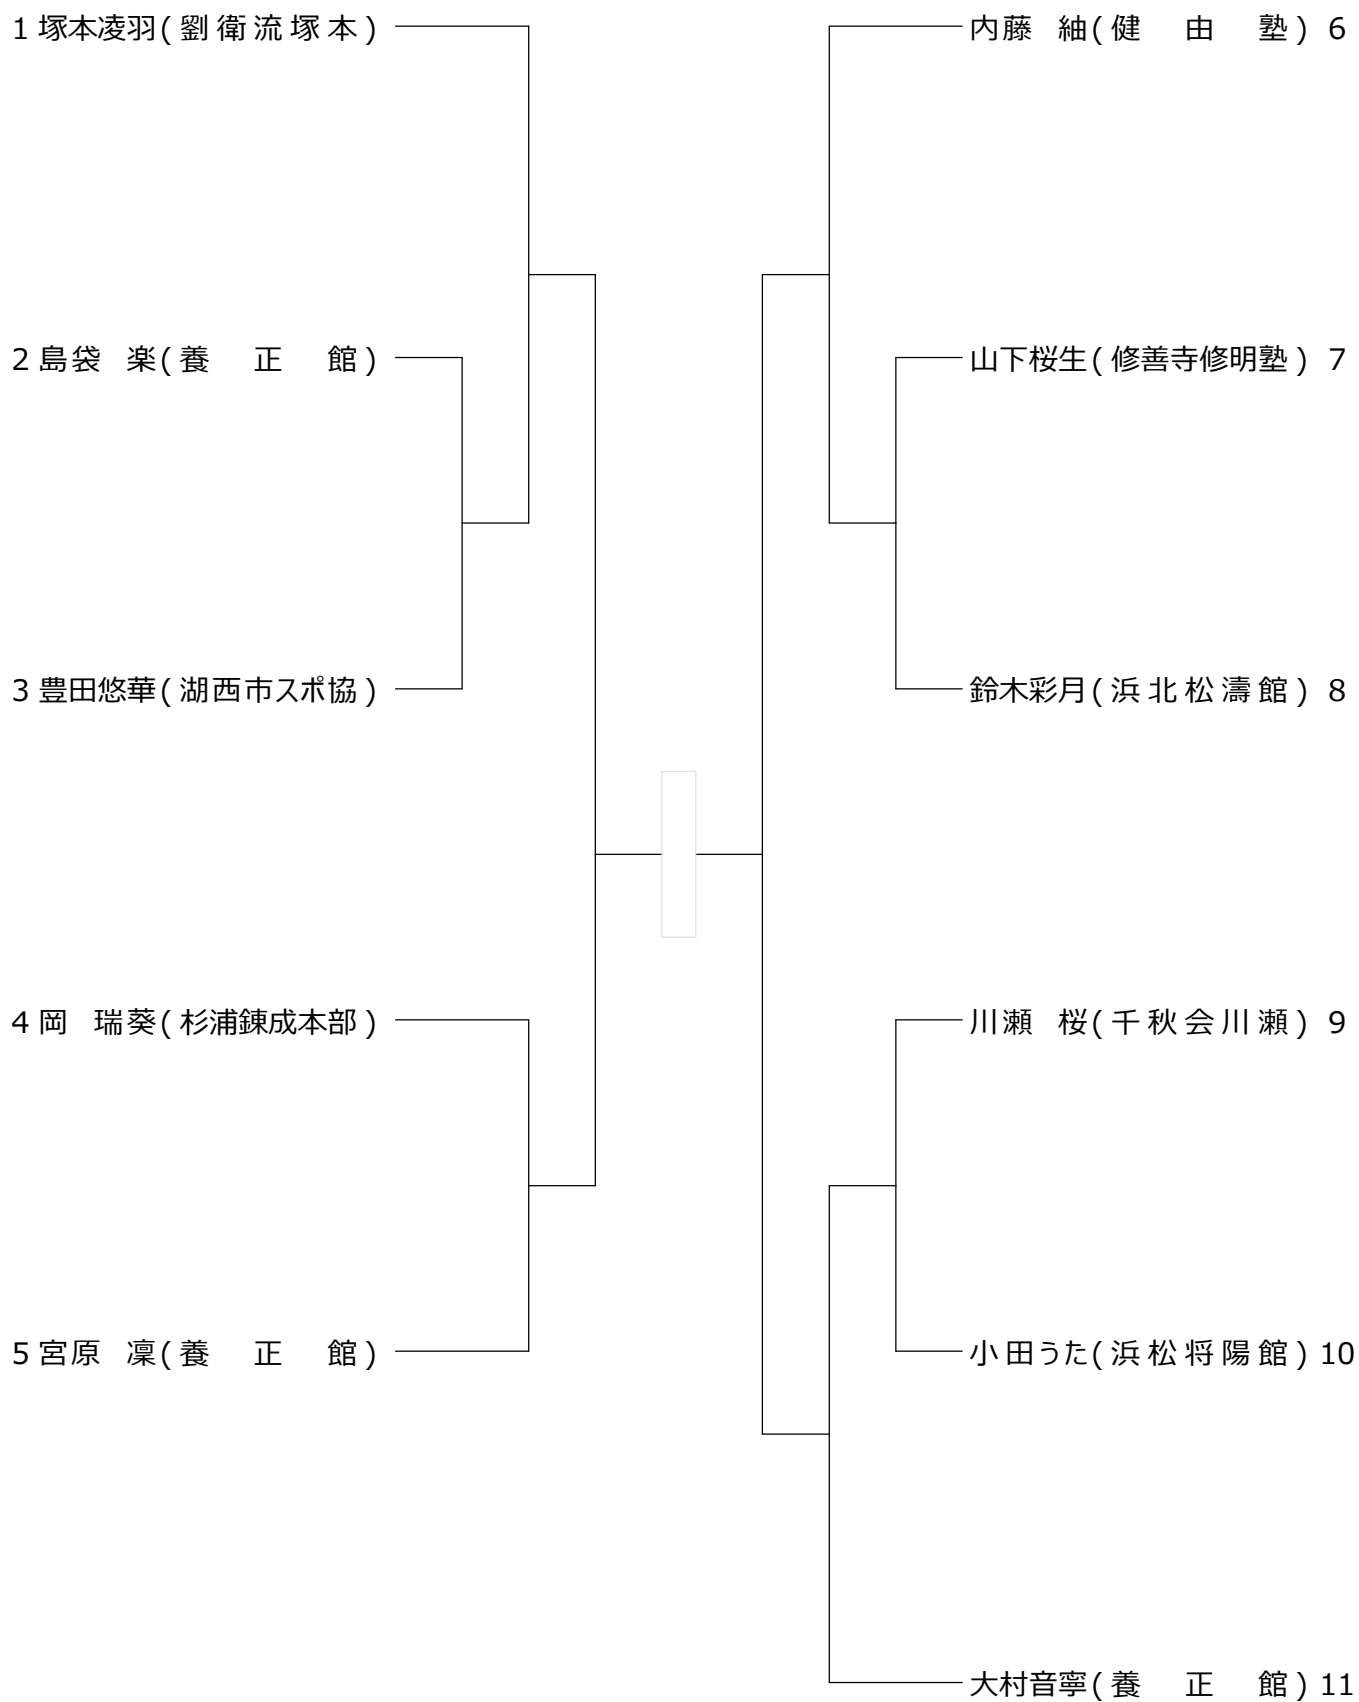 1 塚本凌羽(劉衛流塚本)
2 島袋 楽(養正館)
3 豊田悠華(湖西市スポ協)
4 岡 瑞葵(杉浦錬成本部)
5 宮原 凜(養正館)
内藤 紬(健由塾) 6
山下桜生(修善寺修明塾) 7
鈴木彩月(浜北松濤館) 8
川瀬 桜(千秋会川瀬) 9
小田うた(浜松将陽館) 10
大村音寧(養正館) 11